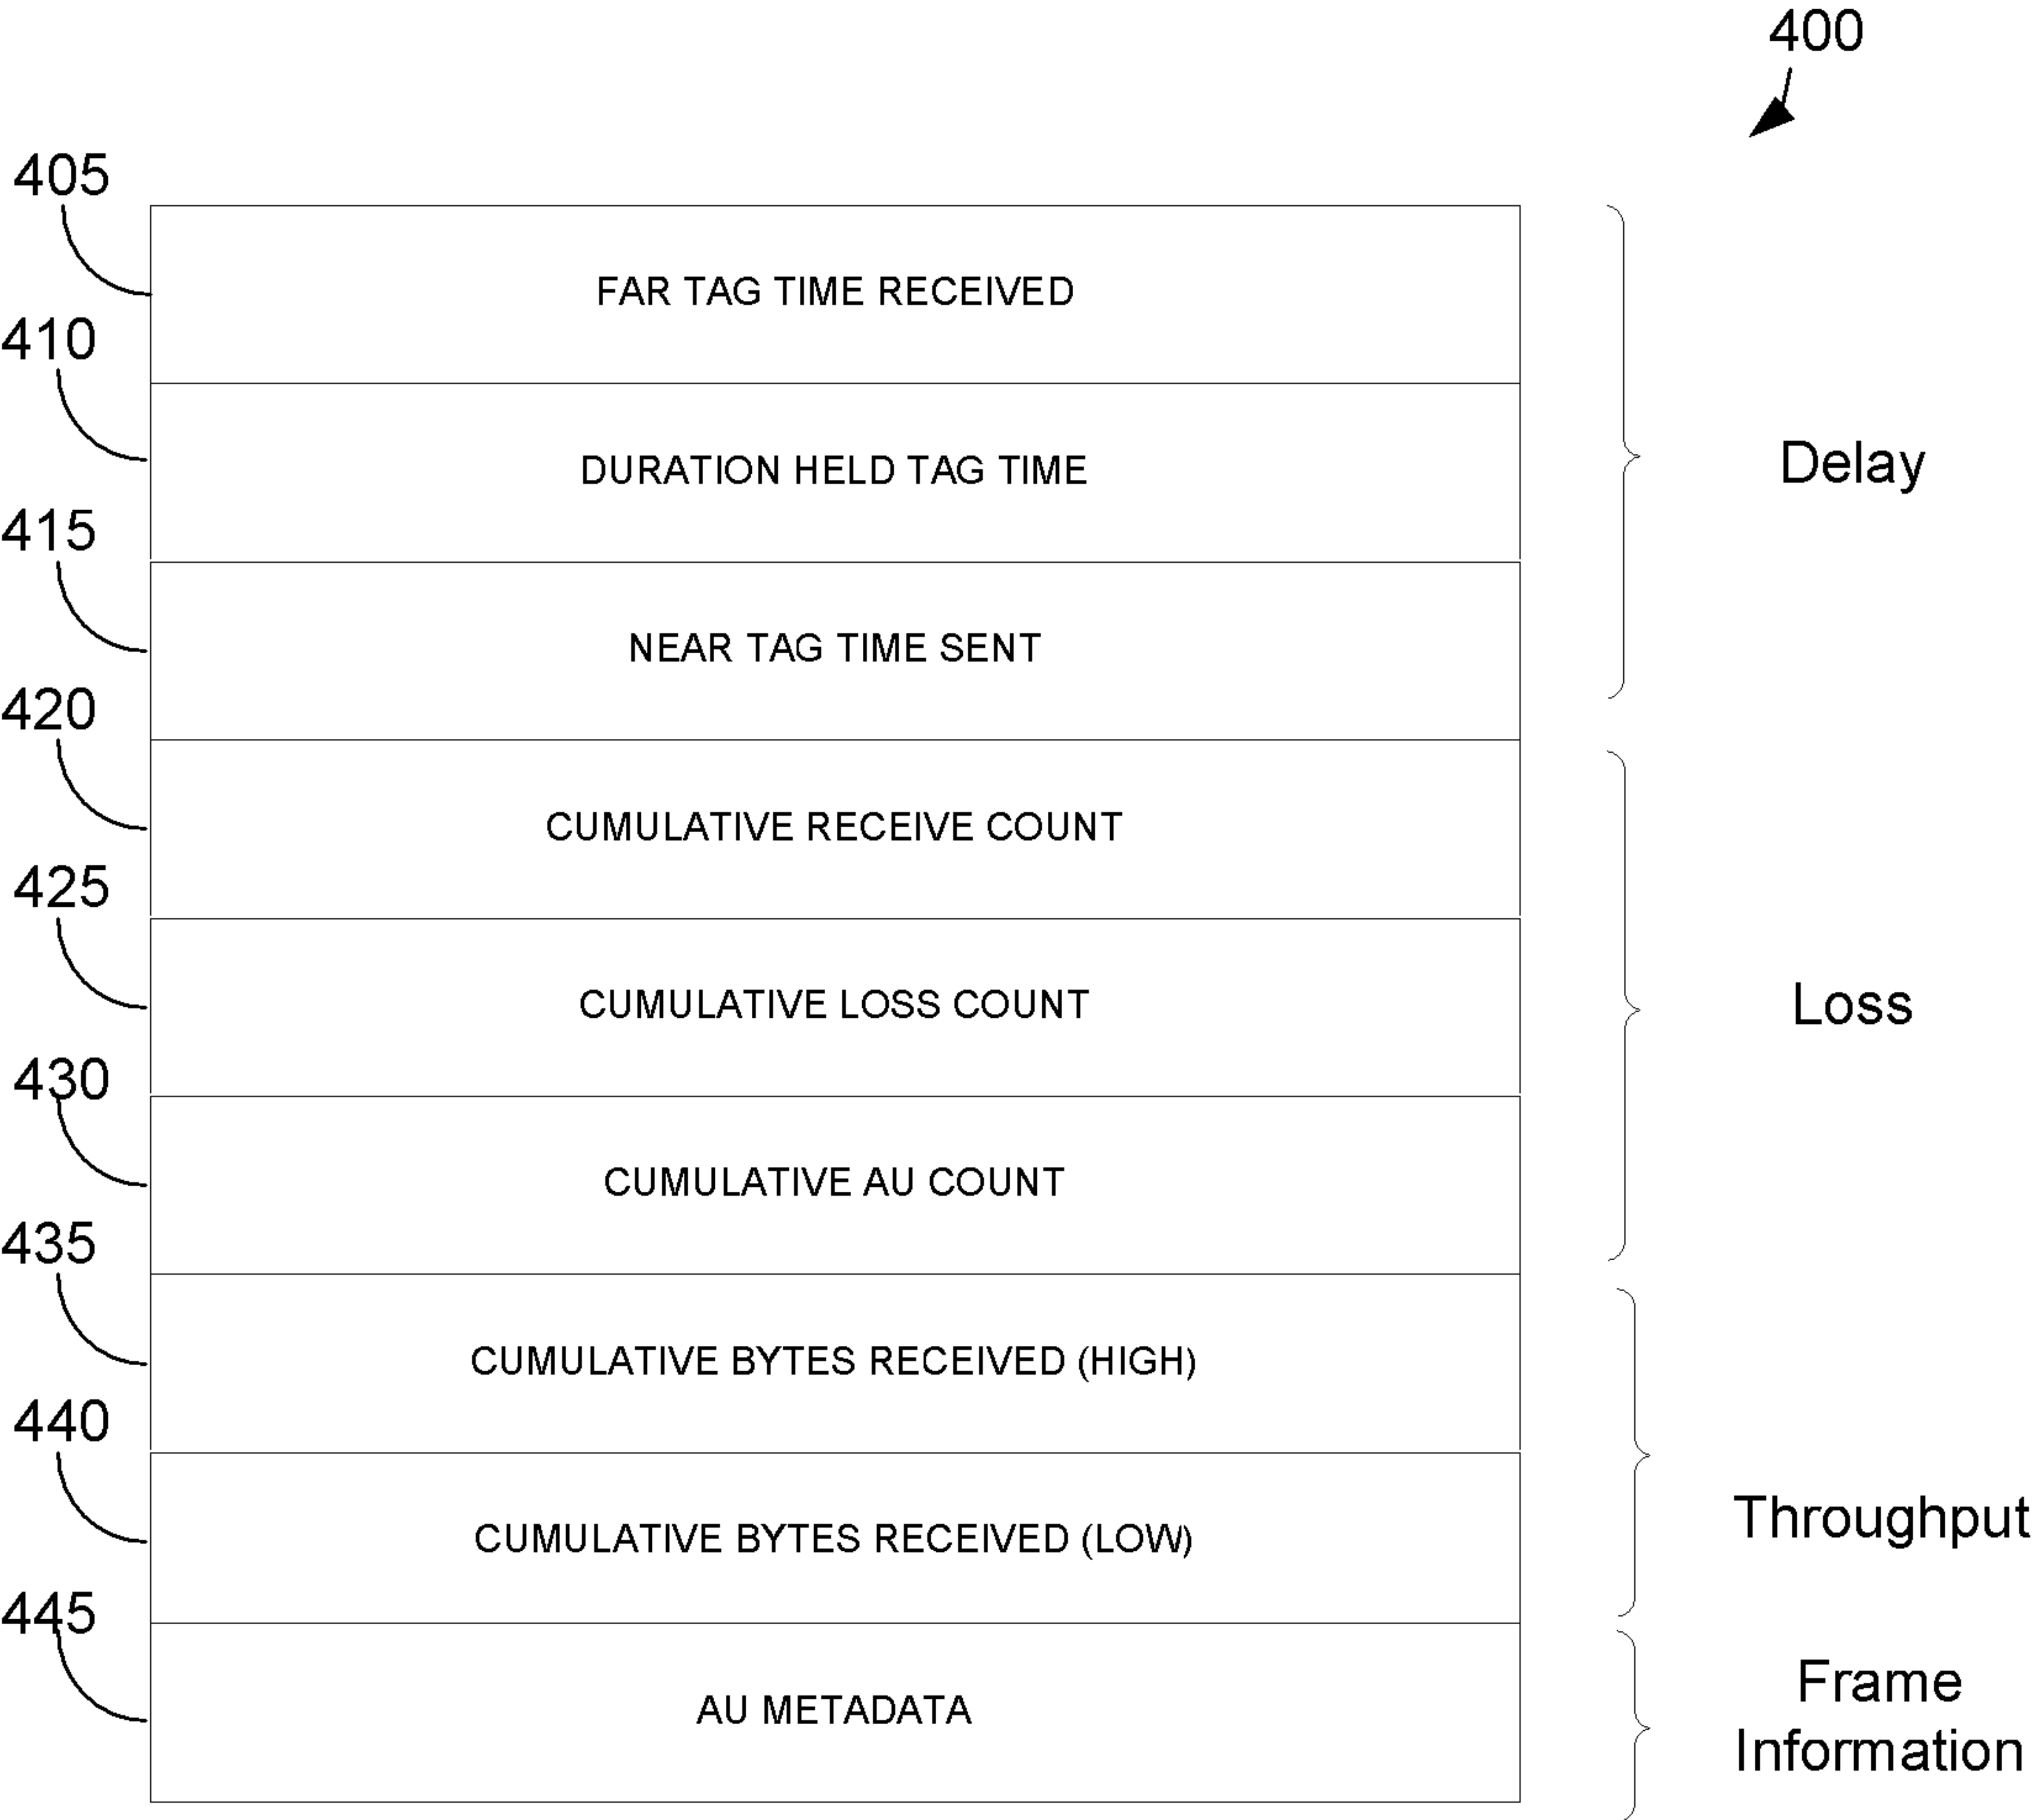 400
405
FAR TAG TIME RECEIVED
410
DURATION HELD TAG TIME
Delay
415
NEAR TAG TIME SENT
420
CUMULATIVE RECEIVE COUNT
425
CUMULATIVE LOSS COUNT
Loss
430
CUMULATIVE AU COUNT
435
CUMULATIVE BYTES RECEIVED (HIGH)
440
CUMULATIVE BYTES RECEIVED (LOW)
Throughput
445
AU METADATA
Frame
Information